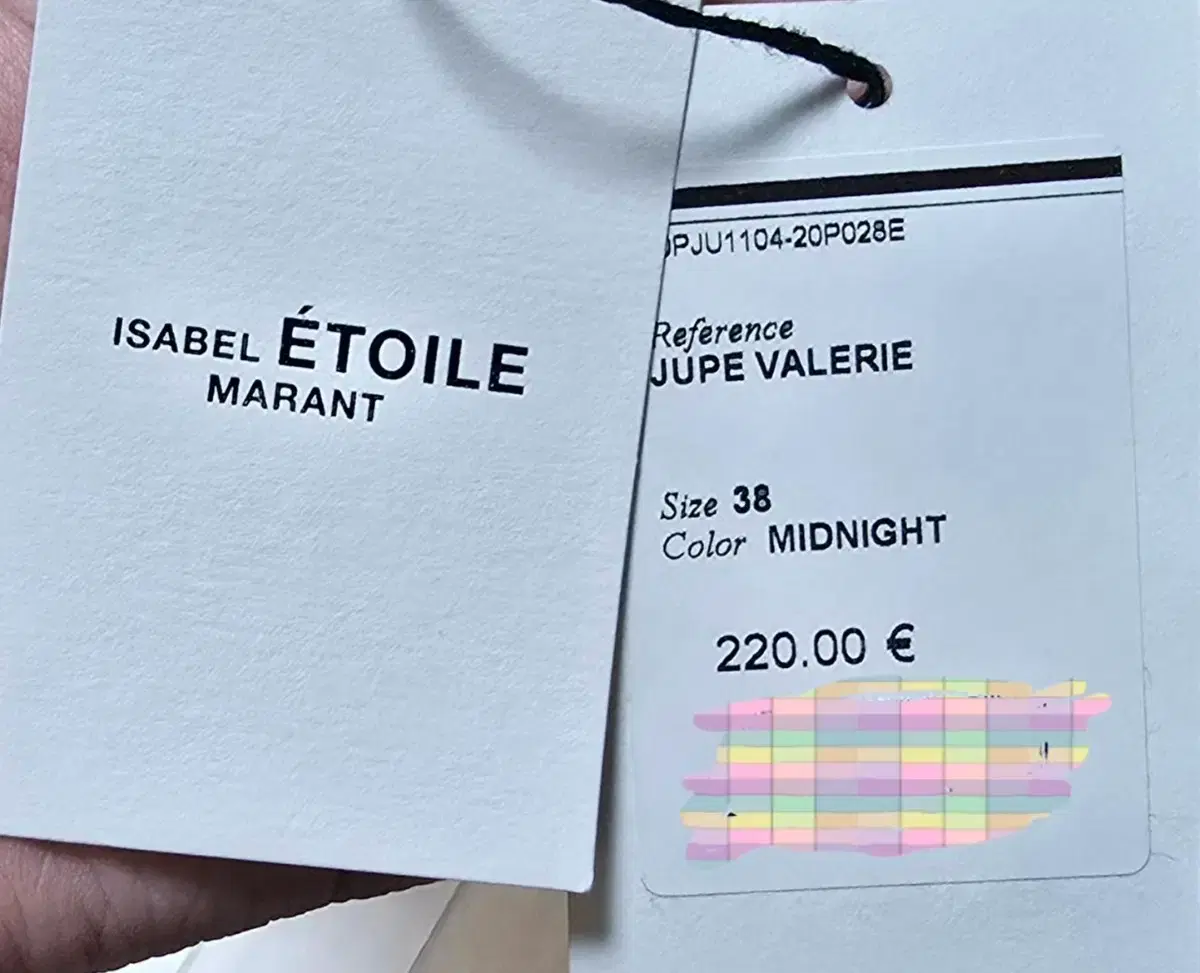 ISABEL ÉTOILE
MARANT
PJU1104-20P028E
Reference
JUPE VALERIE
Size 38
Color MIDNIGHT
220.00 €